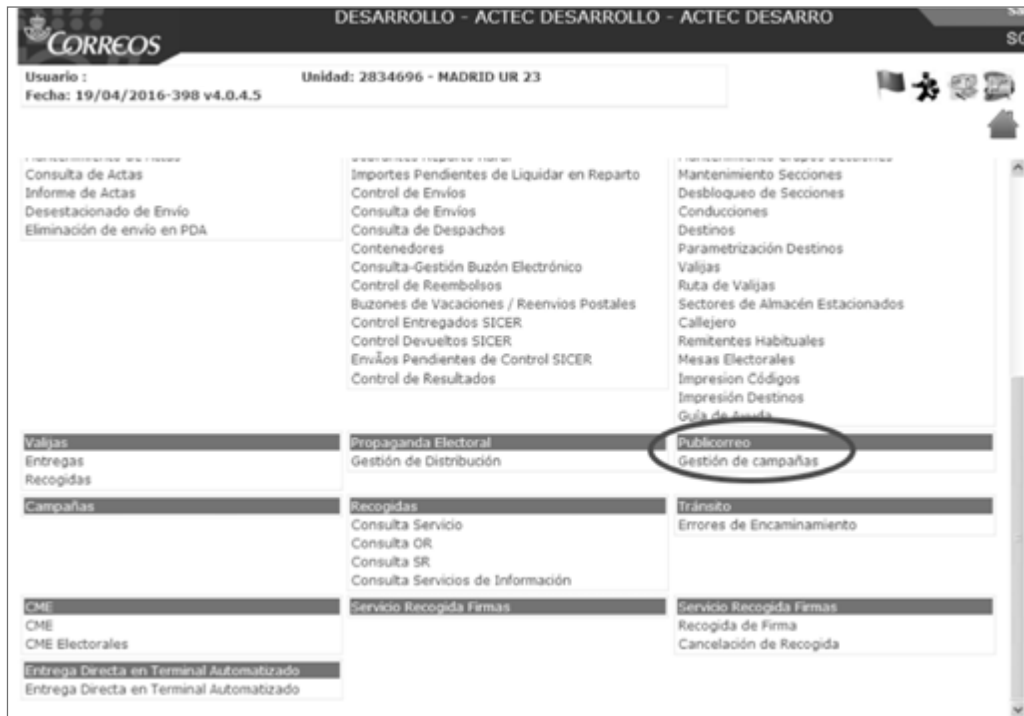 DESARROLLO - ACTEC DESARROLLO - ACTEC DESARRO
CORREOS
Usuario :
Unidad: 2834696 - MADRID UR 23
Fecha: 19/04/2016-398 v4.0.4.5
Consulta de Actas
Informe de Actas
Desestacionado de Envío
Eliminación de envío en PDA
Importes Pendientes de Liquidar en Reparto
Control de Envíos
Consulta de Envíos
Consulta de Despachos
Contenedores
Consulta-Gestión Buzón Electrónico
Control de Reembolsos
Buzones de Vacaciones / Reenvios Postales
Control Entregados SICER
Control Devueltos SICER
EnvÃos Pendientes de Control SICER
Control de Resultados
Mantenimiento Secciones
Desbloqueo de Secciones
Conducciones
Destinos
Parametrización Destinos
Valijas
Ruta de Valijas
Sectores de Almacén Estacionados
Callejero
Remitentes Habituales
Mesas Electorales
Impresion Códigos
Impresión Destinos
Guía de Ayuda
Valijas
Entregas
Recogidas
Propaganda Electoral
Gestión de Distribución
Publicorreo
Gestión de campañas
Campañas
Recogidas
Consulta Servicio
Consulta OR
Consulta SR
Consulta Servicios de Información
Tránsito
Errores de Encaminamiento
CME
CME
CME Electorales
Servicio Recogida Firmas
Servicio Recogida Firmas
Recogida de Firma
Cancelación de Recogida
Entrega Directa en Terminal Automatizado
Entrega Directa en Terminal Automatizado